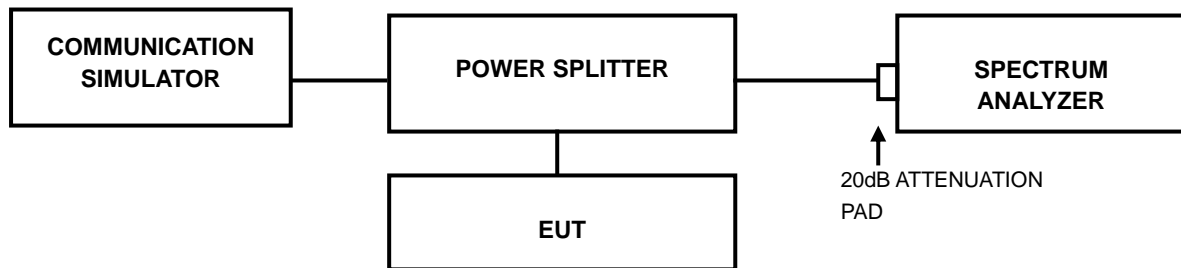 COMMUNICATION
SIMULATOR
POWER SPLITTER
SPECTRUM
ANALYZER
20dB ATTENUATION
PAD
EUT